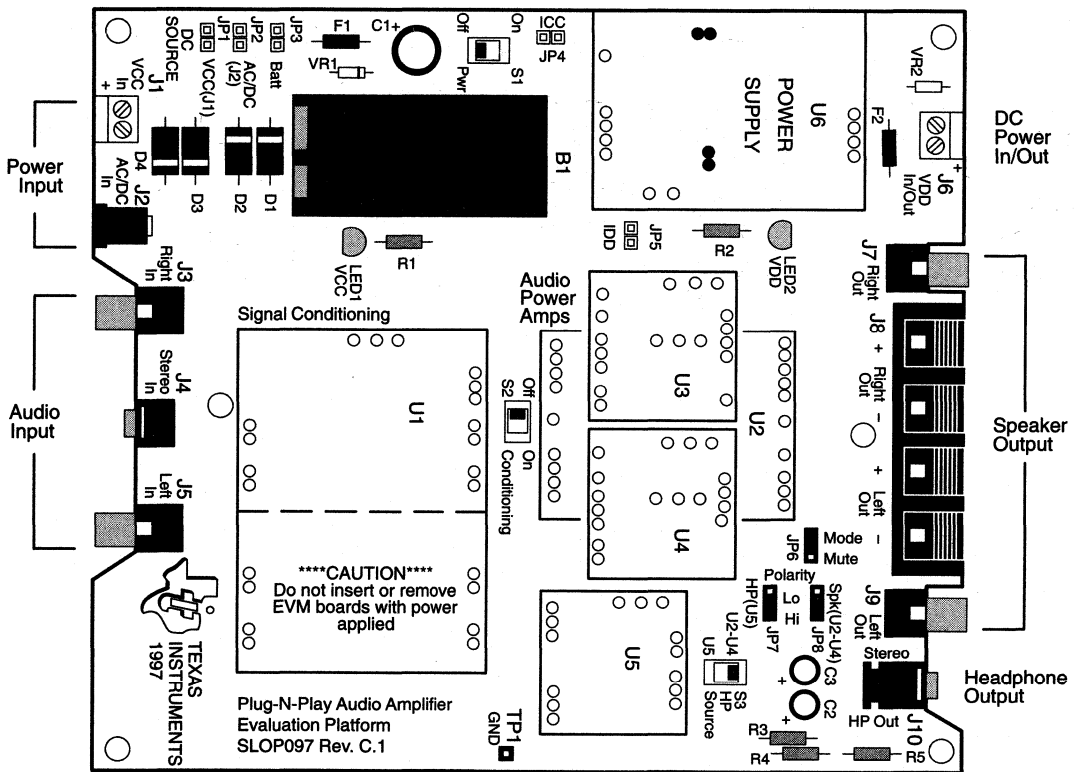 DC
SOURCE
JP1
VCC(J1)
JP2
AC/DC
(J2)
JP3
Batt
F1
VR1
C1+
Off
On
Pwr
S1
ICC
JP4
U6
POWER
SUPPLY
VR2
F2
DC
Power
In/Out
J6
VDD
In/Out
+
J1
VCC
In
+
Power
Input
D4
D3
D2
D1
B1
J2
AC/DC
In
LED1
VCC
R1
JP5
IDD
R2
LED2
VDD
J3
Right
In
J7
Right
Out
Signal Conditioning
Audio
Power
Amps
U1
S2
Off
On
Conditioning
U3
U2
U4
J4
Stereo
In
Audio
Input
J5
Left
In
J8
+
Right
Out
-
+
Left
Out
-
Speaker
Output
****CAUTION****
Do not insert or remove
EVM boards with power
applied
JP6
Mode
Mute
Polarity
HP(U5)
Lo
Hi
Spk(U2-U4)
JP7
JP8
J9
Left
Out
TEXAS
INSTRUMENTS
1997
U5
U2-U4
U5
S3
HP
Source
C3
+
C2
+
Stereo
HP Out
J10
Headphone
Output
Plug-N-Play Audio Amplifier
Evaluation Platform
SLOP097 Rev. C.1
TP1
GND
R3
R4
R5